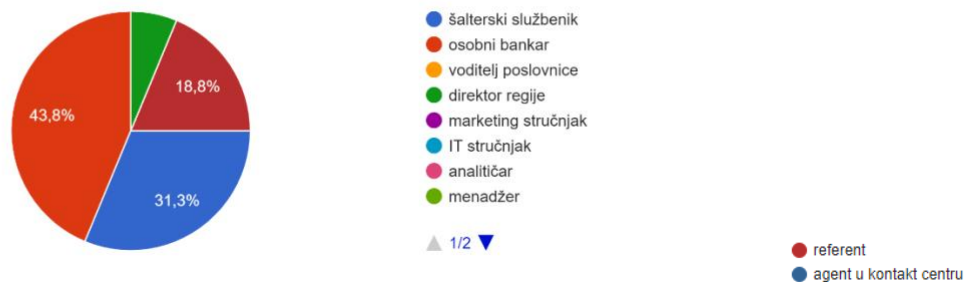 18,8%
43,8%
31,3%
šalterski službenik
osobni bankar
voditelj poslovnice
direktor regije
marketing stručnjak
IT stručnjak
analitičar
menadžer
1/2
referent
agent u kontakt centru